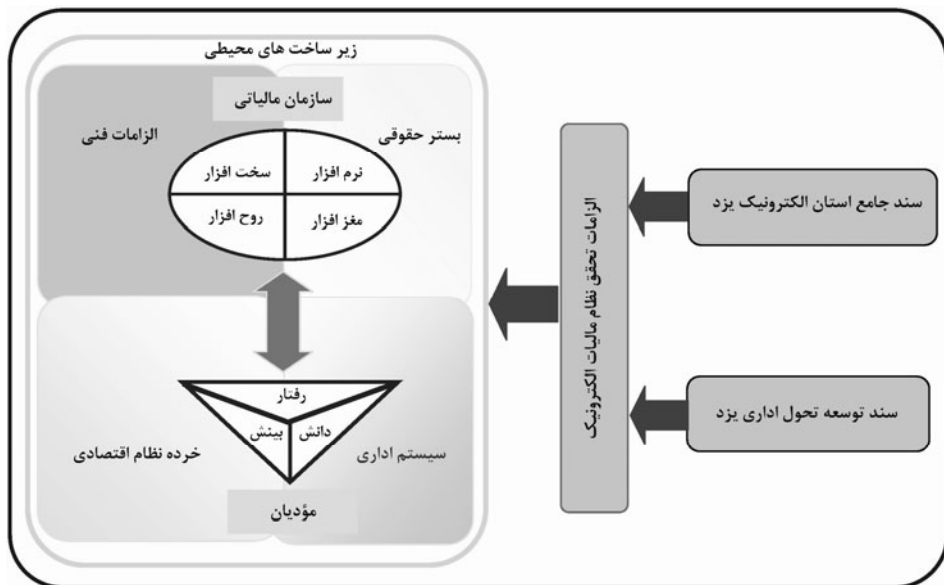 زیر ساخت های محیطی
سازمان مالیاتی
بستر حقوقی
الزامات فنی
نرم افزار
سخت افزار
مغز افزار
روح افزار
رفتار
دانش
بینش
سیستم اداری
خرده نظام اقتصادی
مؤدیان
الزامات تحقق نظام مالیات الکترونیک
سند جامع استان الکترونیک یزد
سند توسعه تحول اداری یزد